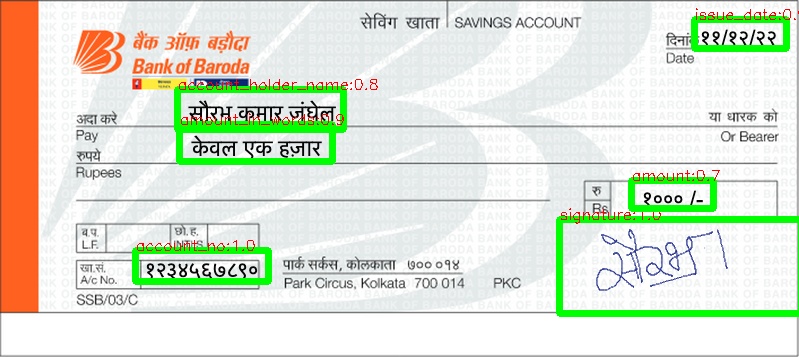 सेविंग खाता SAVINGS ACCOUNT
issue_date:0.
बैंक ऑफ़ बड़ौदा
Bank of Baroda
दिनांक ११/१२/२२
Date
account_holder_name:0.8
अदा करे सौरभ कुमार जंघेल या धारक को
amount_in_words:0.9
Pay Or Bearer
रुपये केवल एक हज़ार
Rupees
amount:0.7
रु
Rs १००० /-
signature:1.0
ब.प. छो.ह.
L.F. INT'LS
account_no:1.0
खा.सं. १२३४५६७८९०
A/c No.
पार्क सर्कस, कोलकाता ७०० ०१४
Park Circus, Kolkata 700 014 PKC
सौरभ
SSB/03/C